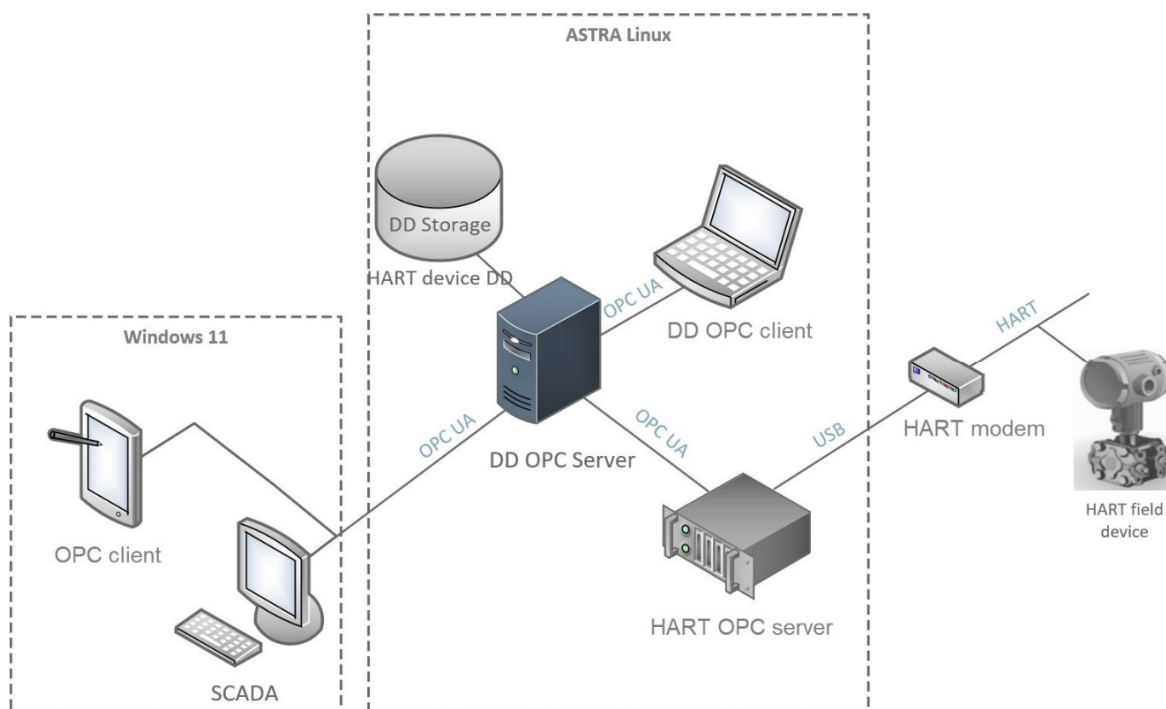 ASTRA Linux
DD Storage
HART device DD
OPC UA
DD OPC client
HART
Windows 11
OPC UA
DD OPC Server
OPC UA
USB
HART modem
HART field
device
OPC client
HART OPC server
SCADA